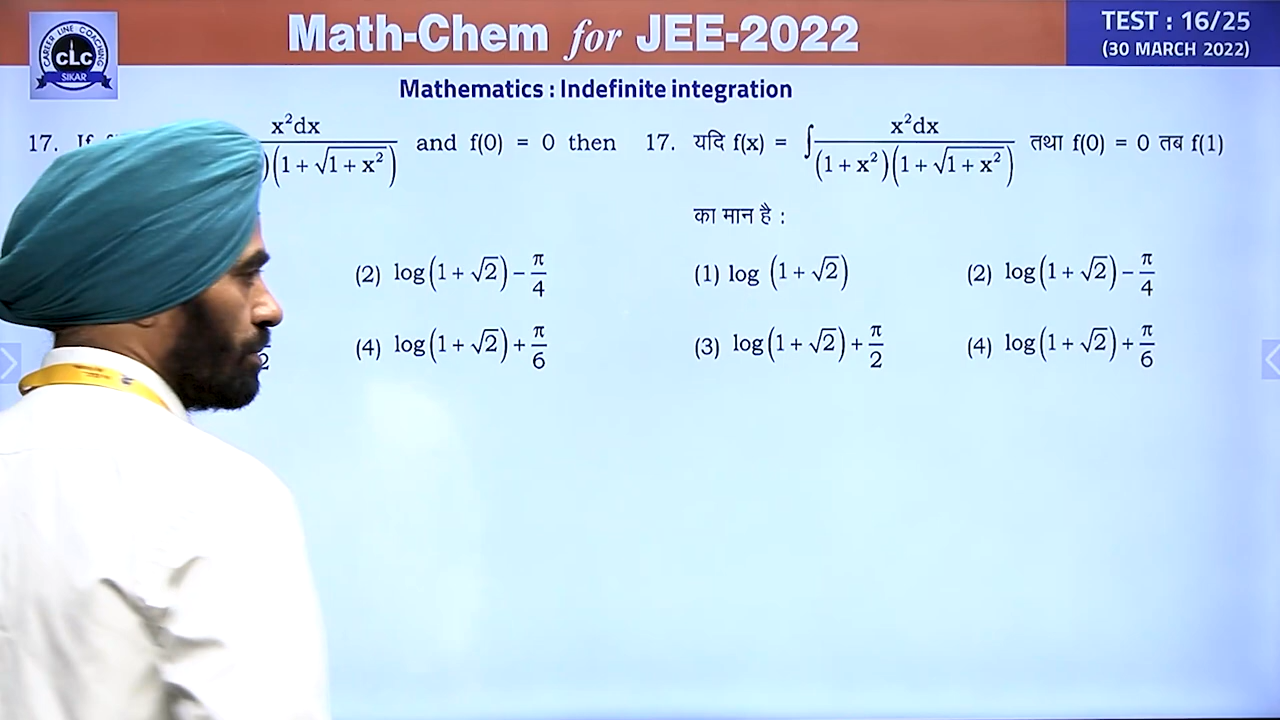 CAREER LINE COACHING
CLC
SIKAR
Math-Chem for JEE-2022
TEST : 16/25
(30 MARCH 2022)
Mathematics : Indefinite integration
17. If x²dx / )(1 + √1 + x²) and f(0) = 0 then
(2) log(1 + √2) − π/4
2
(4) log(1 + √2) + π/6
17. यदि f(x) = ∫ x²dx / (1 + x²)(1 + √1 + x²) तथा f(0) = 0 तब f(1)
का मान है :
(1) log (1 + √2)
(2) log(1 + √2) − π/4
(3) log(1 + √2) + π/2
(4) log(1 + √2) + π/6